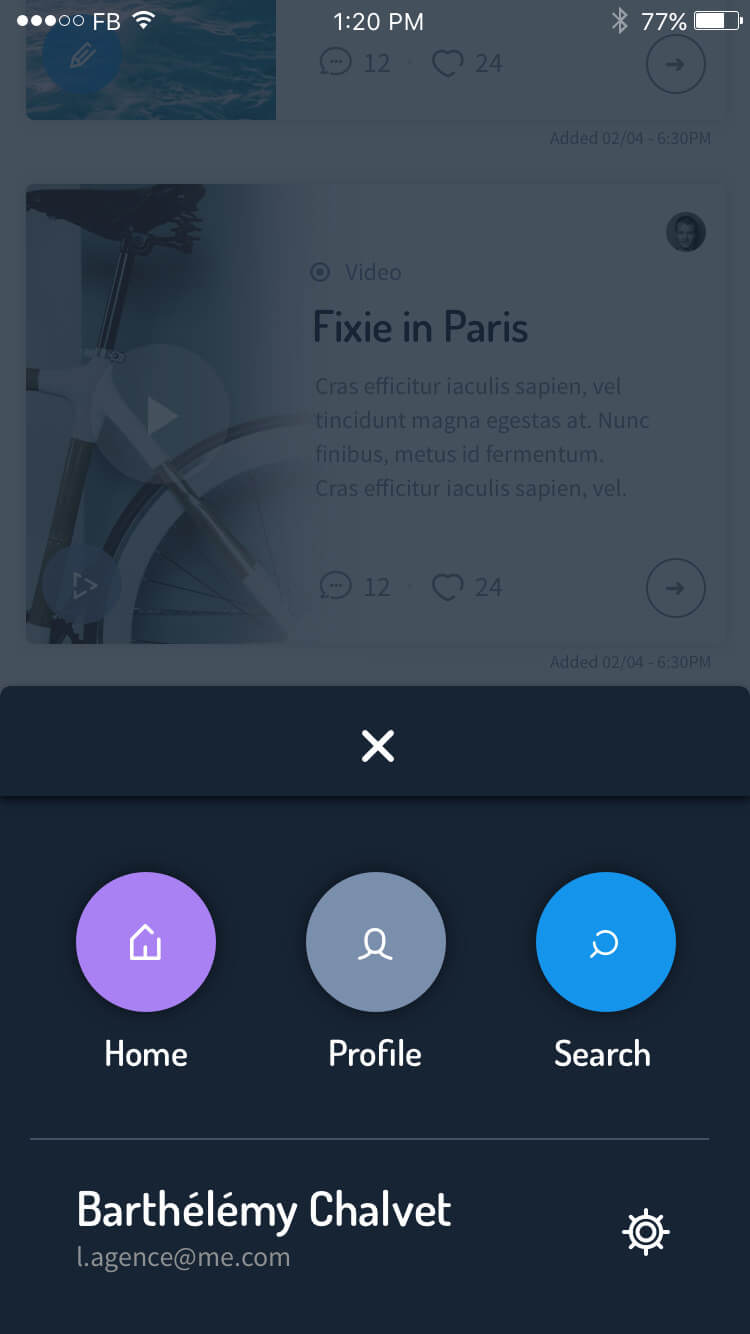 FB 1:20 PM 77%
12 24
Added 02/04 - 6:30PM
Video
Fixie in Paris
Cras efficitur iaculis sapien, vel
tincidunt magna egestas at. Nunc
finibus, metus id fermentum.
Cras efficitur iaculis sapien, vel.
12 24
Added 02/04 - 6:30PM
Home Profile Search
Barthélémy Chalvet
l.agence@me.com